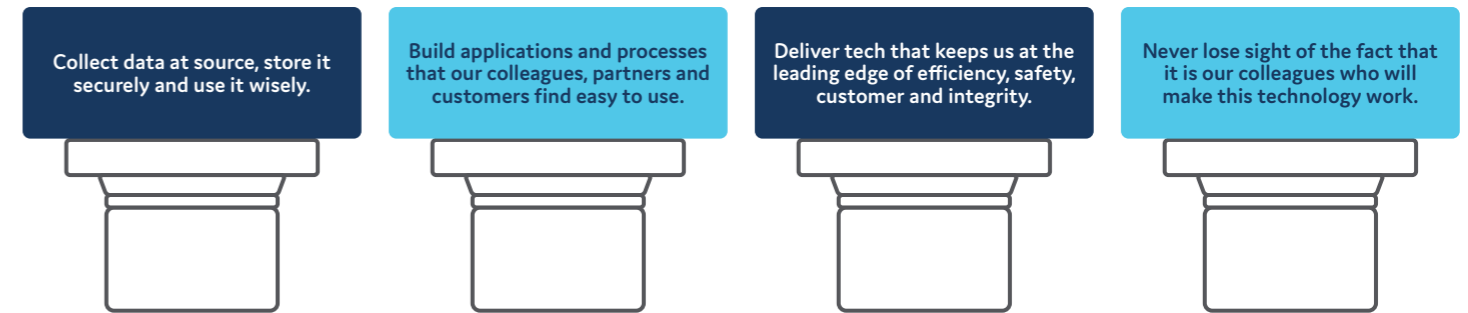 Collect data at source, store it
securely and use it wisely.
Build applications and processes
that our colleagues, partners and
customers find easy to use.
Deliver tech that keeps us at the
leading edge of efficiency, safety,
customer and integrity.
Never lose sight of the fact that
it is our colleagues who will
make this technology work.